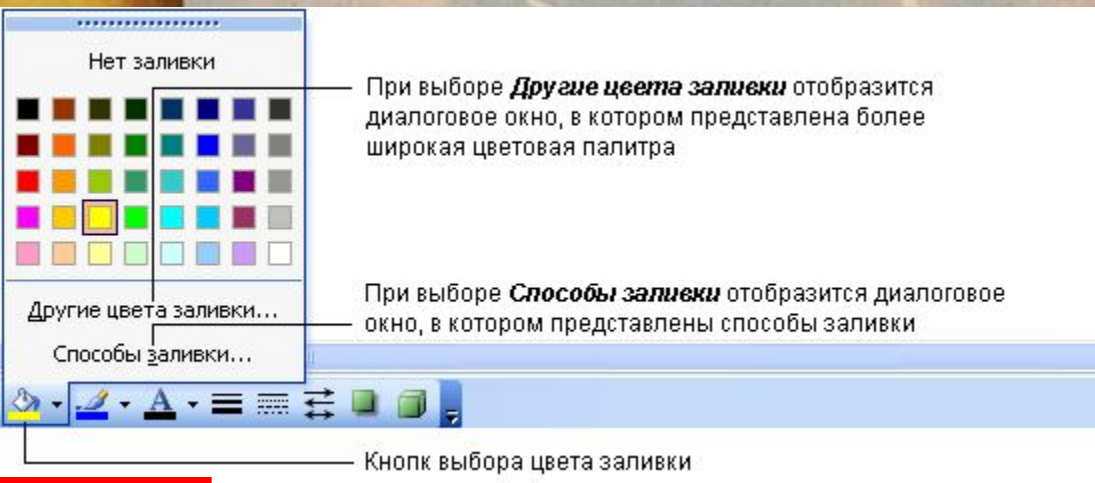 Нет заливки
При выборе Другие цвета заливки отобразится
диалоговое окно, в котором представлена более
широкая цветовая палитра
Другие цвета заливки...
Способы заливки...
При выборе Способы заливки отобразится диалоговое
окно, в котором представлены способы заливки
A
Кнопк выбора цвета заливки